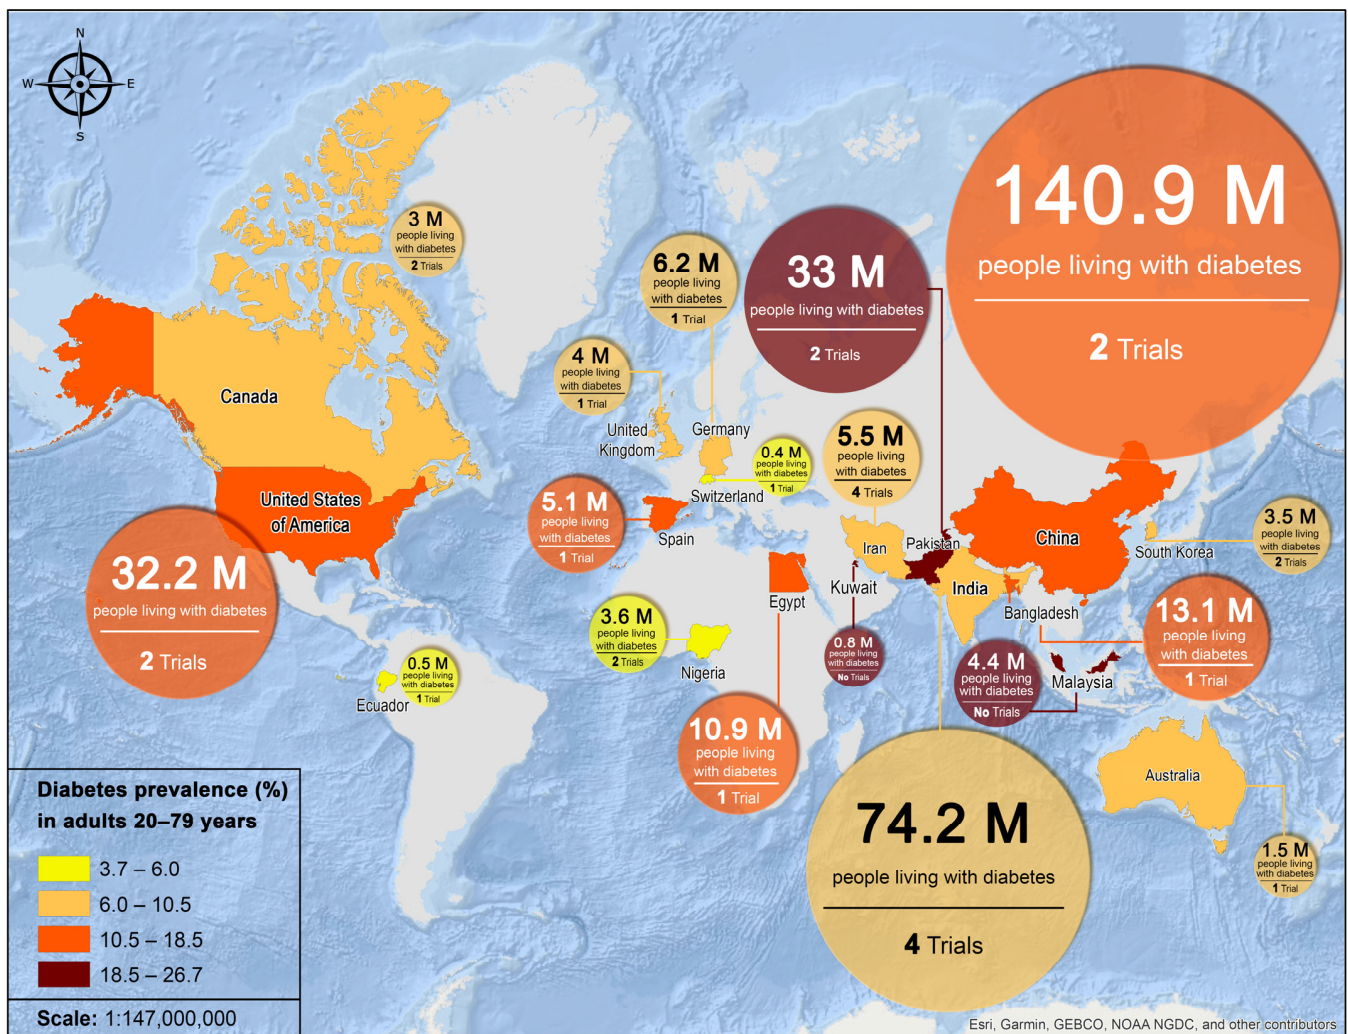 N
W
E
S
3 M
people living
with diabetes
2 Trials
6.2 M
people living
with diabetes
1 Trial
33 M
people living with diabetes
2 Trials
140.9 M
people living with diabetes
2 Trials
4 M
people living
with diabetes
1 Trial
Canada
United
Kingdom
Germany
5.5 M
people living
with diabetes
4 Trials
0.4 M
people living
with diabetes
1 Trial
Switzerland
United States
of America
5.1 M
people living
with diabetes
1 Trial
Spain
32.2 M
people living with diabetes
2 Trials
Iran
Pakistan
China
South Korea
3.5 M
people living
with diabetes
2 Trials
India
Kuwait
Egypt
Bangladesh
13.1 M
people living
with diabetes
1 Trial
3.6 M
people living
with diabetes
2 Trials
Nigeria
0.8 M
people living
with diabetes
No Trials
4.4 M
people living
with diabetes
No Trials
Malaysia
0.5 M
people living
with diabetes
1 Trial
Ecuador
10.9 M
people living
with diabetes
1 Trial
74.2 M
people living with diabetes
4 Trials
Australia
1.5 M
people living
with diabetes
1 Trial
Diabetes prevalence (%)
in adults 20–79 years
3.7 – 6.0
6.0 – 10.5
10.5 – 18.5
18.5 – 26.7
Scale: 1:147,000,000
Esri, Garmin, GEBCO, NOAA NGDC, and other contributors